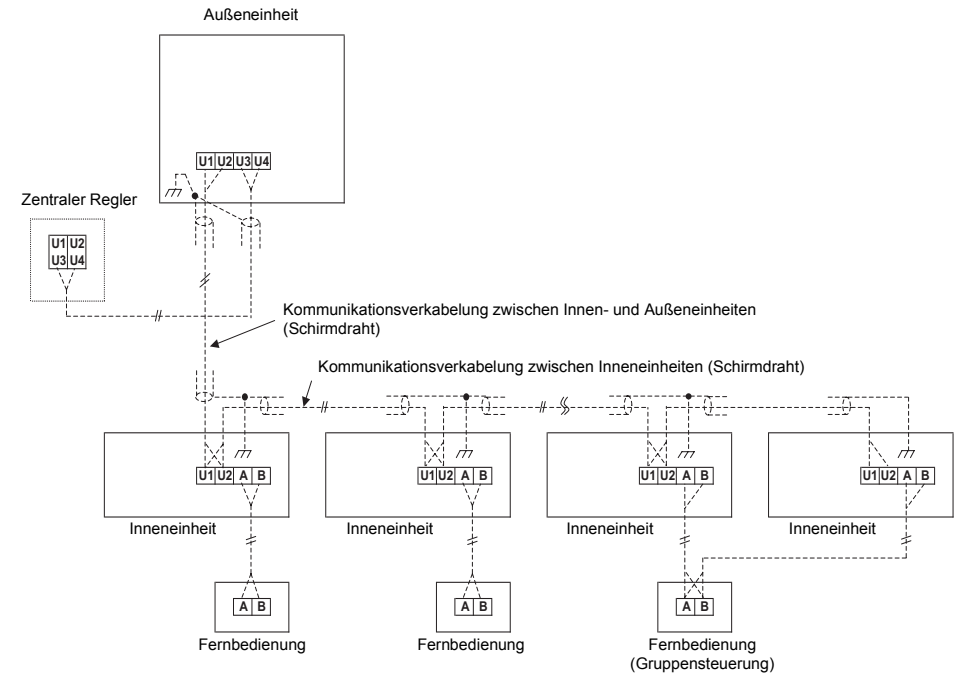 Außeneinheit
U1 U2 U3 U4
Zentraler Regler
U1 U2
U3 U4
Kommunikationsverkabelung zwischen Innen- und Außeneinheiten
(Schirmdraht)
Kommunikationsverkabelung zwischen Inneneinheiten (Schirmdraht)
U1 U2 A B
U1 U2 A B
U1 U2 A B
U1 U2 A B
Inneneinheit
Inneneinheit
Inneneinheit
Inneneinheit
A B
A B
A B
Fernbedienung
Fernbedienung
Fernbedienung
(Gruppensteuerung)